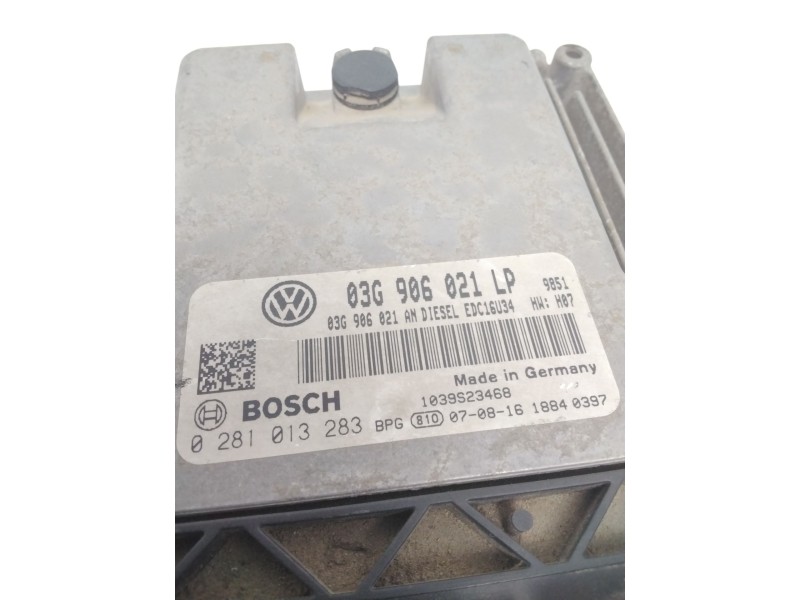 03G 906 021 LP 9851
03G 906 021 AN DIESEL EDC16U34 HW: H07
Made in Germany
BOSCH 1039S23468
0 281 013 283 BPG 810 07-08-16 1884 0397